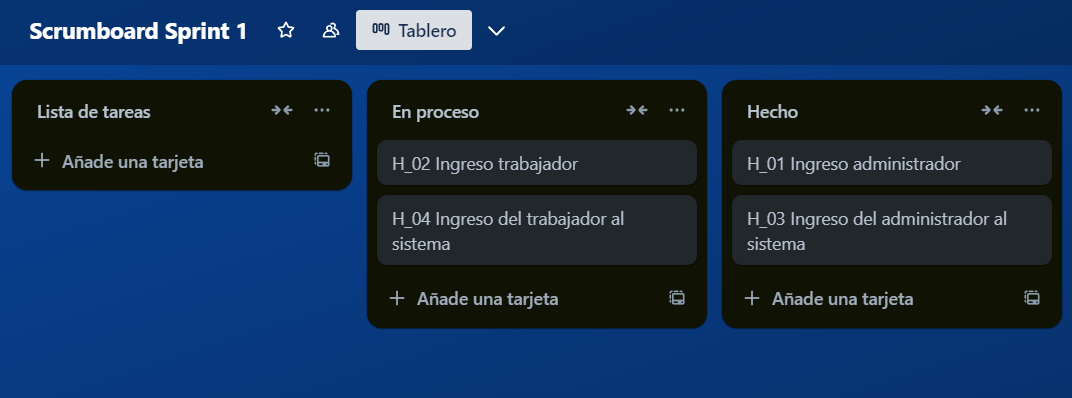 Scrumboard Sprint 1
Tablero
Lista de tareas
Añade una tarjeta
En proceso
H_02 Ingreso trabajador
H_04 Ingreso del trabajador al
sistema
Añade una tarjeta
Hecho
H_01 Ingreso administrador
H_03 Ingreso del administrador al
sistema
Añade una tarjeta